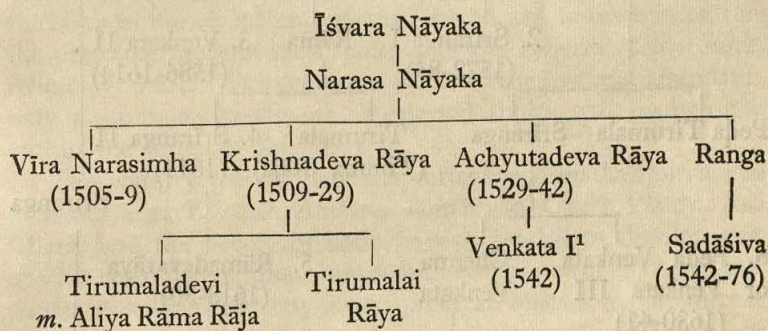 Īśvara Nāyaka
Narasa Nāyaka
Vīra Narasimha Krishnadeva Rāya Achyutadeva Rāya Ranga
(1505-9) (1509-29) (1529-42)
Venkata I¹ Sadāśiva
(1542) (1542-76)
Tirumaladevi Tirumalai
m. Aliya Rāma Rāja Rāya